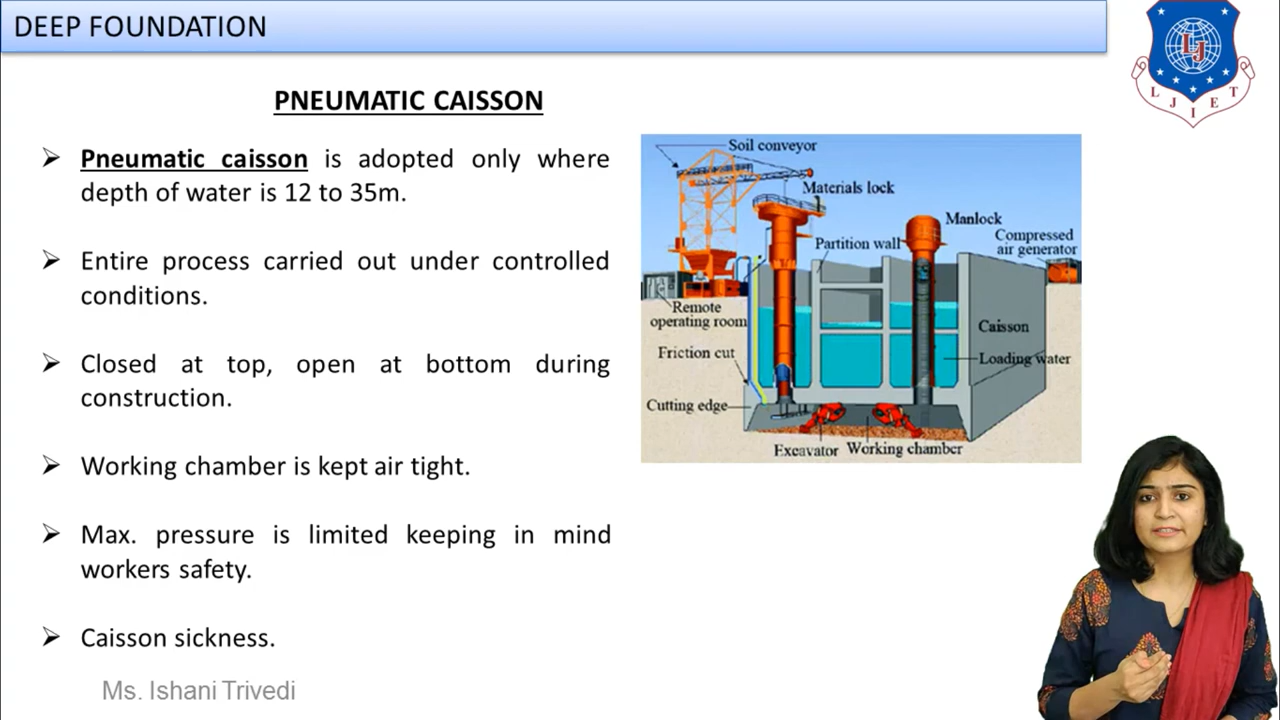 DEEP FOUNDATION
L J I E T
LJ
PNEUMATIC CAISSON
➢ Pneumatic caisson is adopted only where
depth of water is 12 to 35m.
➢ Entire process carried out under controlled
conditions.
➢ Closed at top, open at bottom during
construction.
➢ Working chamber is kept air tight.
➢ Max. pressure is limited keeping in mind
workers safety.
➢ Caisson sickness.
Ms. Ishani Trivedi
Soil conveyor
Materials lock
Manlock
Partition wall
Compressed
air generator
Remote
operating room
Caisson
Friction cut
Loading water
Cutting edge
Excavator
Working chamber